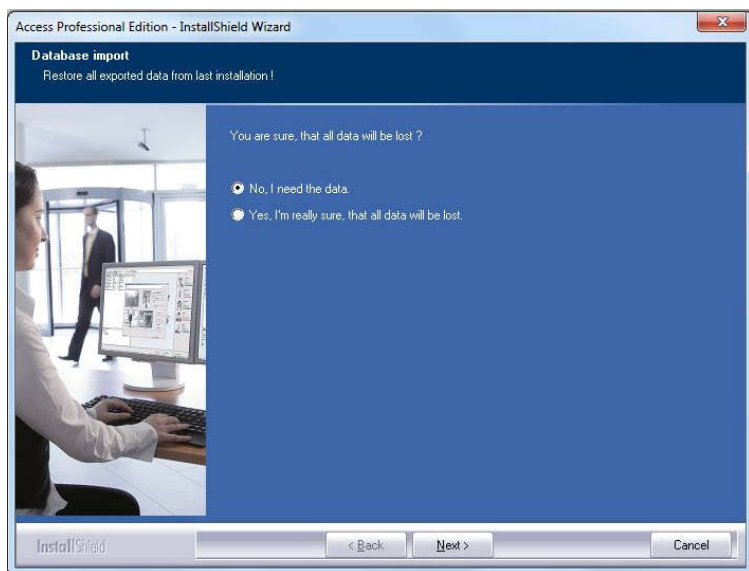 Access Professional Edition - InstallShield Wizard
Database import
Restore all exported data from last installation !
You are sure, that all data will be lost ?
No, I need the data.
Yes, I'm really sure, that all data will be lost.
InstallShield
< Back
Next >
Cancel